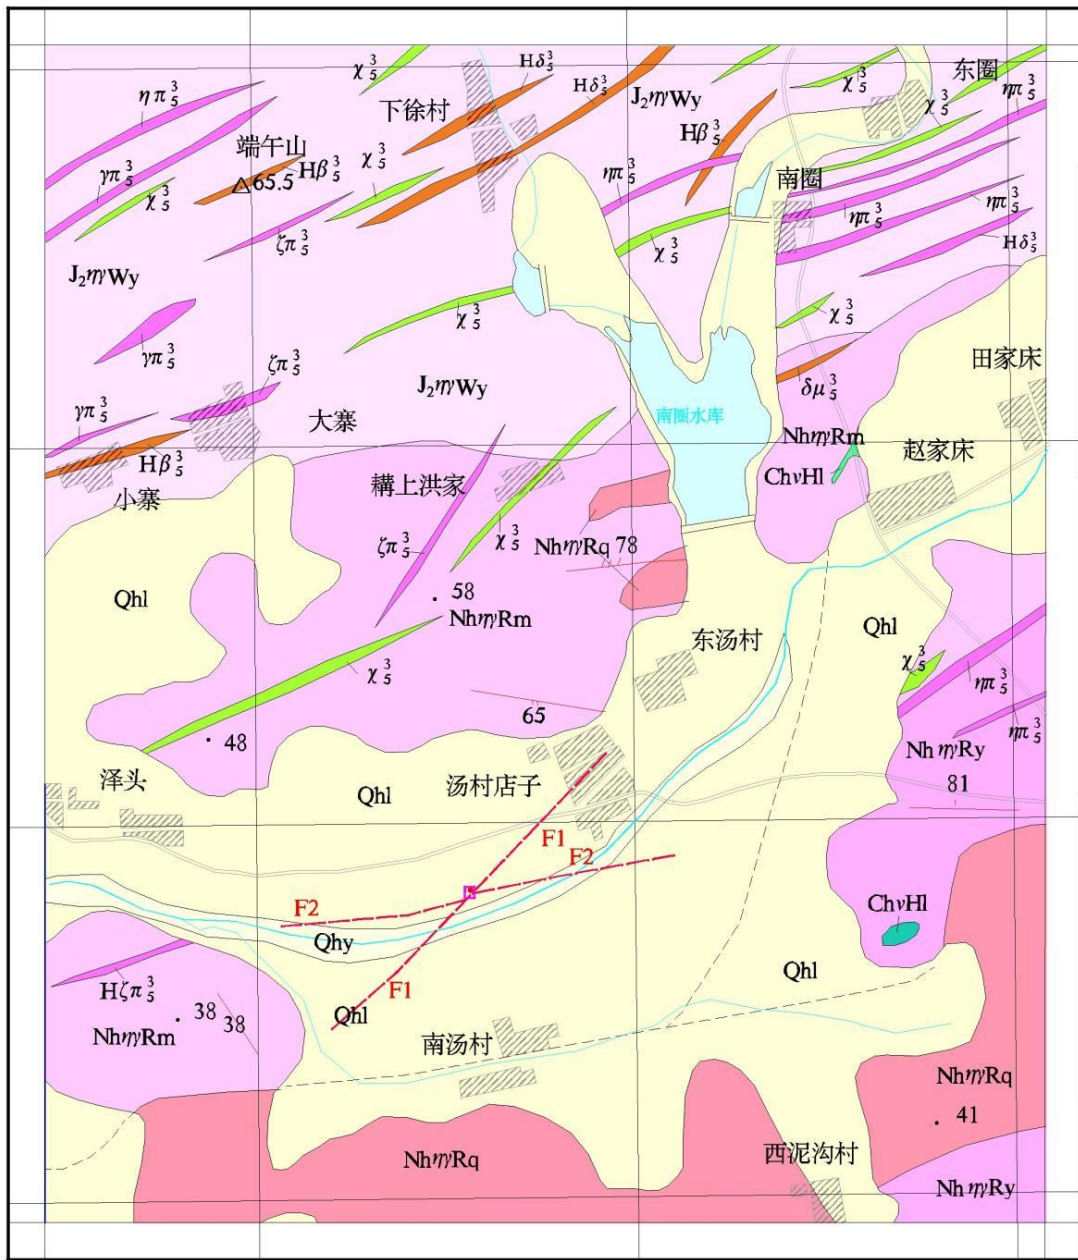 χ₅³
Hδ₅³
Hδ₅³
J₂ηγWy
χ₅³
东圈
ηπ₅³
下徐村
χ₅³
ηπ₅³
端午山
Hβ₅³
Hβ₅³
χ₅³
γπ₅³
△65.5
χ₅³
ηπ₅³
南圈
ηπ₅³
ηπ₅³
ζπ₅³
χ₅³
Hδ₅³
J₂ηγWy
χ₅³
χ₅³
γπ₅³
ζπ₅³
田家床
J₂ηγWy
δμ₅³
γπ₅³
大寨
南圈水库
NhηγRm
赵家床
Hβ₅³
ChνHl
小寨
耩上洪家
χ₅³
NhηγRq
78
ζπ₅³
Qhl
58
NhηγRm
东汤村
Qhl
χ₅³
χ₅³
ηπ₅³
65
48
ηπ₅³
NhηγRy
泽头
Qhl
汤村店子
81
F1
F2
F2
ChνHl
Qhy
Qhl
F1
Hζπ₅³
38
38
Qhl
NhηγRm
南汤村
NhηγRq
41
NhηγRq
西泥沟村
NhηγRy